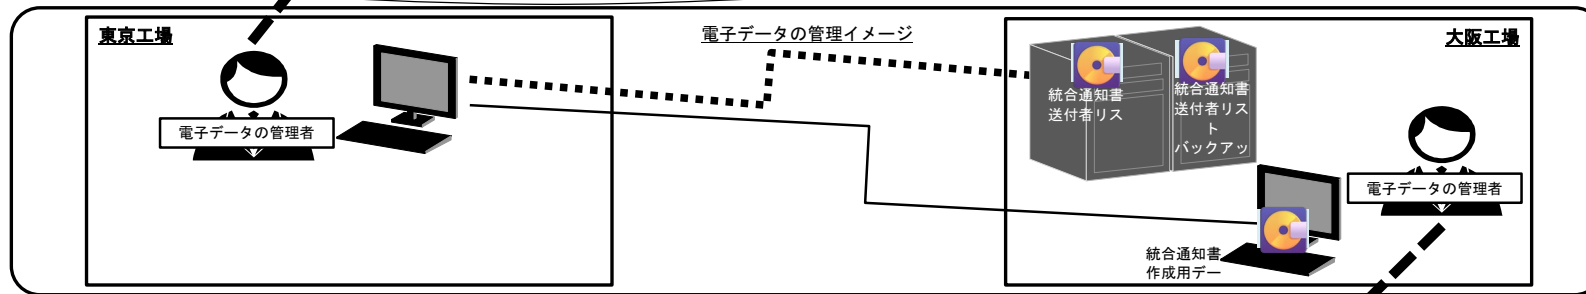 東京工場
電子データの管理者
電子データの管理イメージ
統合通知書
送付者リス
統合通知書
送付者リス
ト
バックアッ
大阪工場
電子データの管理者
統合通知書
作成用デー